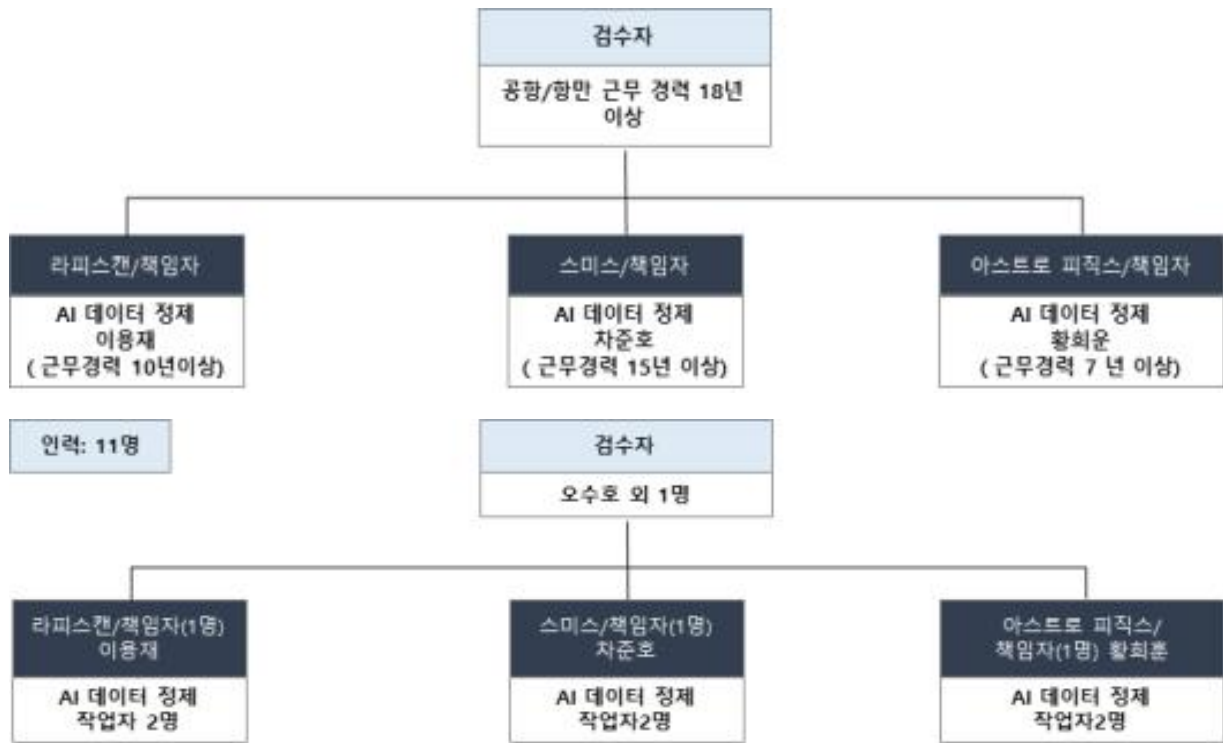 검수자
공항/항만 근무 경력 18년
이상
라피스캔/책임자
스미스/책임자
아스트로 피직스/책임자
AI 데이터 정제
이용재
( 근무경력 10년이상)
AI 데이터 정제
차준호
( 근무경력 15년 이상)
AI 데이터 정제
황희운
( 근무경력 7 년 이상)
인력: 11명
검수자
오수호 외 1명
라피스캔/책임자(1명)
이용재
스미스/책임자(1명)
차준호
아스트로 피직스/
책임자(1명) 황희훈
AI 데이터 정제
작업자 2명
AI 데이터 정제
작업자2명
AI 데이터 정제
작업자2명